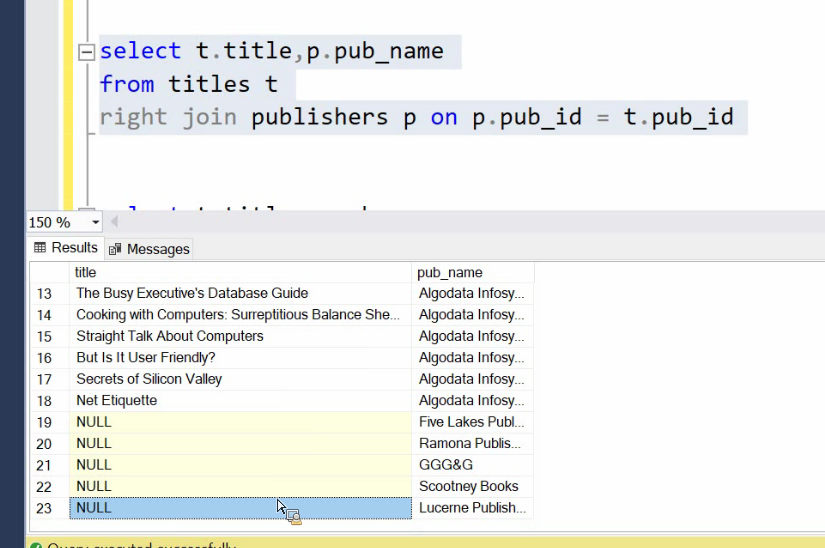 select t.title,p.pub_name
from titles t
right join publishers p on p.pub_id = t.pub_id
150 %
Results Messages
title pub_name
13 The Busy Executive's Database Guide Algodata Infosy...
14 Cooking with Computers: Surreptitious Balance She... Algodata Infosy...
15 Straight Talk About Computers Algodata Infosy...
16 But Is It User Friendly? Algodata Infosy...
17 Secrets of Silicon Valley Algodata Infosy...
18 Net Etiquette Algodata Infosy...
19 NULL Five Lakes Publ...
20 NULL Ramona Publis...
21 NULL GGG&G
22 NULL Scootney Books
23 NULL Lucerne Publish...
Query executed successfully